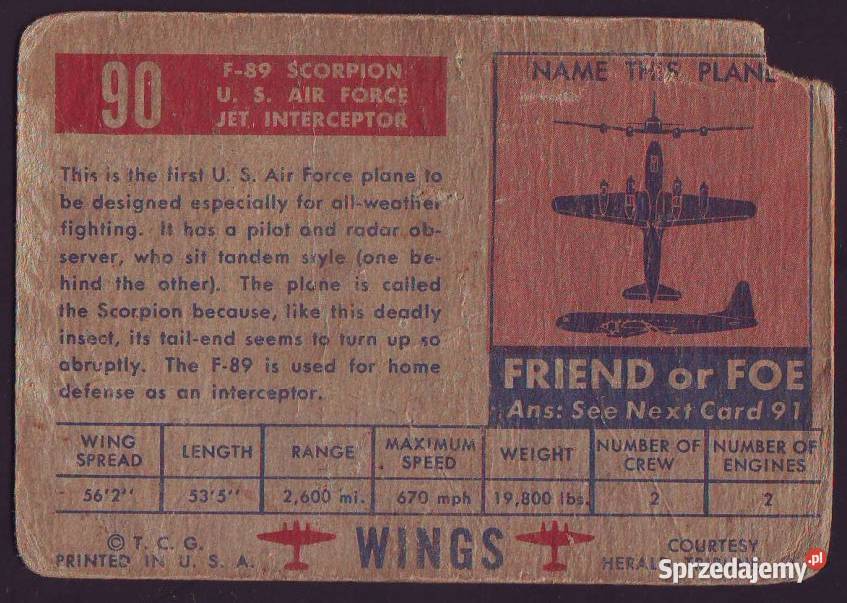 90
F-89 SCORPION
U. S. AIR FORCE
JET INTERCEPTOR
This is the first U. S. Air Force plane to
be designed especially for all-weather
fighting. It has a pilot and radar ob-
server, who sit tandem style (one be-
hind the other). The plane is called
the Scorpion because, like this deadly
insect, its tail-end seems to turn up so
abruptly. The F-89 is used for home
defense as an interceptor.
NAME THIS PLANE
FRIEND or FOE
Ans: See Next Card 91
WING SPREAD LENGTH RANGE MAXIMUM SPEED WEIGHT NUMBER OF CREW NUMBER OF ENGINES
56'2" 53'5" 2,600 mi. 670 mph 19,800 lbs. 2 2
© T. C. G.
PRINTED IN U. S. A.
WINGS
COURTESY
HERALD
Sprzedajemy.pl